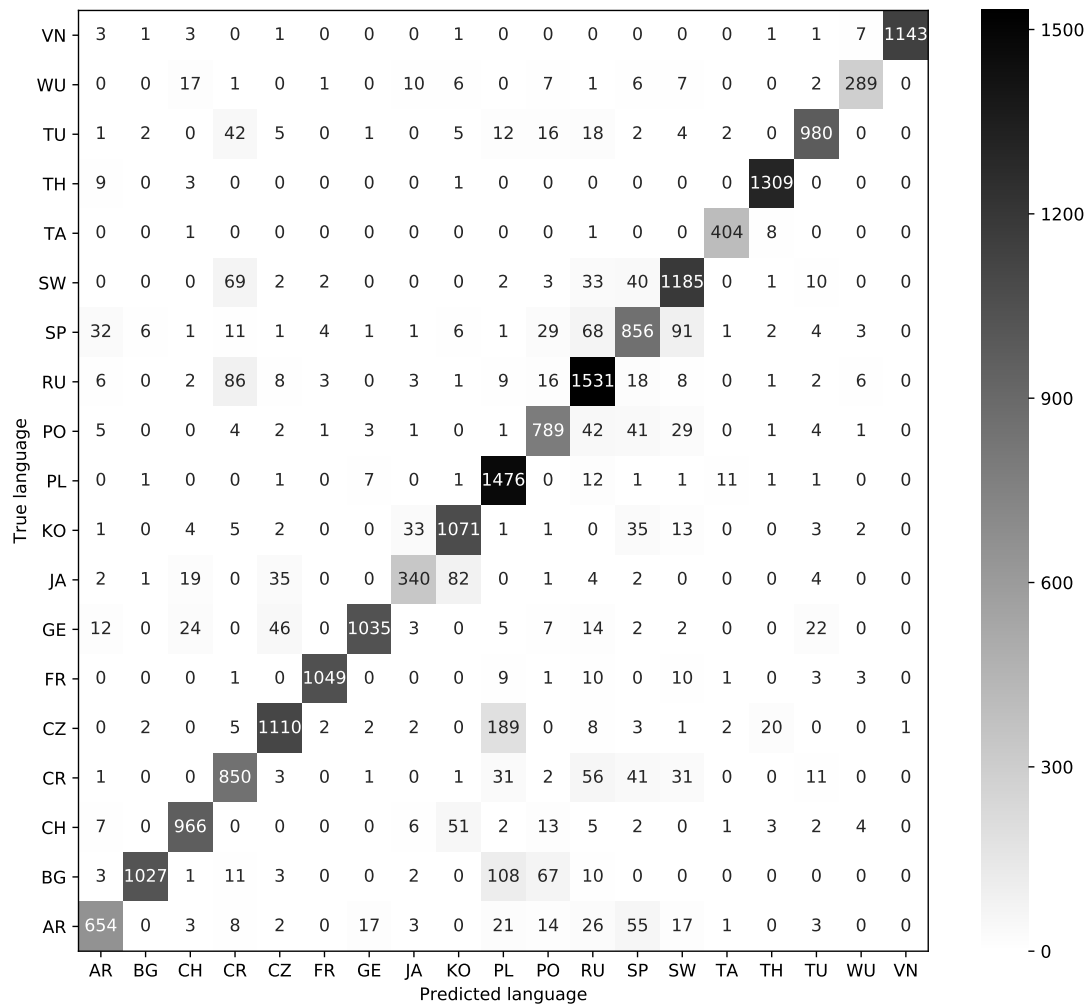 VN 3 1 3 0 1 0 0 0 1 0 0 0 0 0 0 1 1 7 1143 1500
WU 0 0 17 1 0 1 0 10 6 0 7 1 6 7 0 0 2 289 0
TU 1 2 0 42 5 0 1 0 5 12 16 18 2 4 2 0 980 0 0
TH 9 0 3 0 0 0 0 0 1 0 0 0 0 0 0 1309 0 0 0
1200
TA 0 0 1 0 0 0 0 0 0 0 0 1 0 0 404 8 0 0 0
SW 0 0 0 69 2 2 0 0 0 2 3 33 40 1185 0 1 10 0 0
SP 32 6 1 11 1 4 1 1 6 1 29 68 856 91 1 2 4 3 0
RU 6 0 2 86 8 3 0 3 1 9 16 1531 18 8 0 1 2 6 0
900
PO 5 0 0 4 2 1 3 1 0 1 789 42 41 29 0 1 4 1 0
PL 0 1 0 0 1 0 7 0 1 1476 0 12 1 1 11 1 1 0 0
KO 1 0 4 5 2 0 0 33 1071 1 1 0 35 13 0 0 3 2 0
JA 2 1 19 0 35 0 0 340 82 0 1 4 2 0 0 0 4 0 0
600
GE 12 0 24 0 46 0 1035 3 0 5 7 14 2 2 0 0 22 0 0
FR 0 0 0 1 0 1049 0 0 0 9 1 10 0 10 1 0 3 3 0
CZ 0 2 0 5 1110 2 2 2 0 189 0 8 3 1 2 20 0 0 1
300
CR 1 0 0 850 3 0 1 0 1 31 2 56 41 31 0 0 11 0 0
CH 7 0 966 0 0 0 0 6 51 2 13 5 2 0 1 3 2 4 0
BG 3 1027 1 11 3 0 0 2 0 108 67 10 0 0 0 0 0 0 0
AR 654 0 3 8 2 0 17 3 0 21 14 26 55 17 1 0 3 0 0
0
AR BG CH CR CZ FR GE JA KO PL PO RU SP SW TA TH TU WU VN
Predicted language
True language